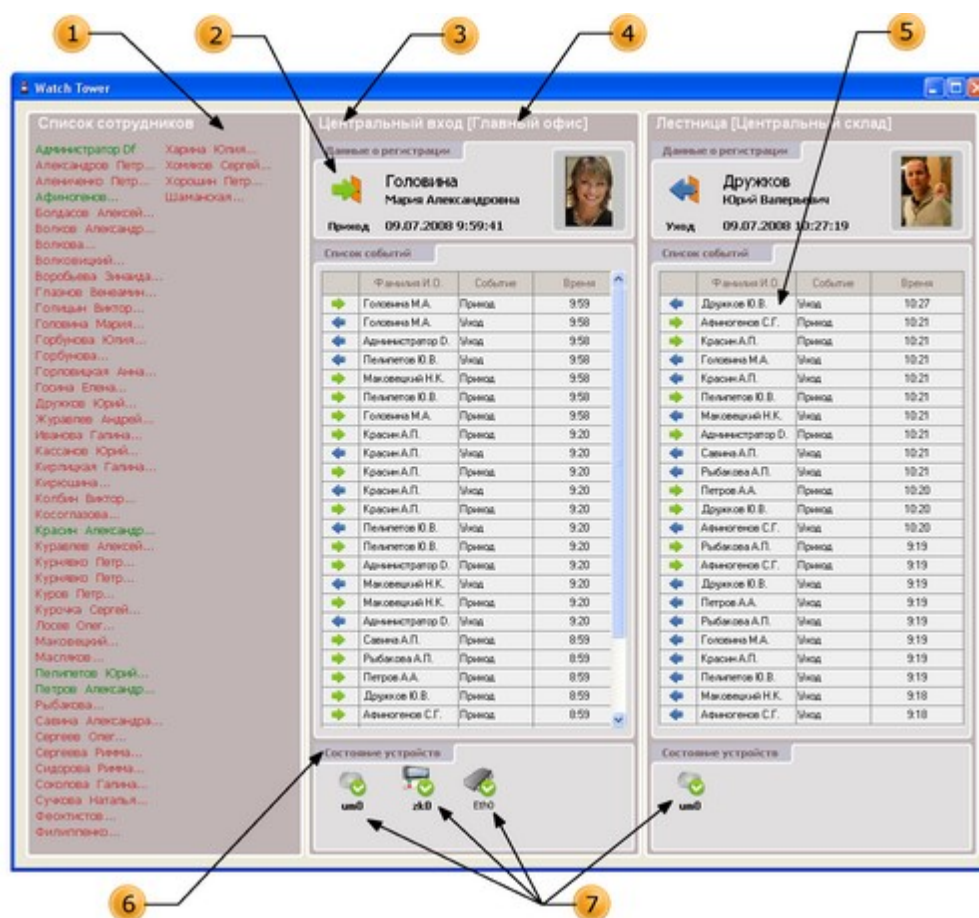 1
2
3
4
5
Watch Tower
Список сотрудников
Администратор Df
Александров Петр...
Алениченко Петр...
Афиногенов...
Болдасов Алексей...
Волков Александр...
Волкова...
Волковицкий...
Воробьева Зинаида...
Глазнов Венеамин...
Голицын Виктор...
Головина Мария...
Горбунова Юлия...
Горбунова...
Горловицкая Анна...
Госина Елена...
Дружков Юрий...
Журавлев Андрей...
Иванова Галина...
Кассанов Юрий...
Кирлицкая Галина...
Кирюшина...
Колбин Виктор...
Косоглазова...
Красин Александр...
Куравлев Алексей...
Курнявко Петр...
Курнявко Петр...
Куров Петр...
Курочка Сергей...
Лосев Олег...
Маковецкий...
Масляков...
Пелипетов Юрий...
Петров Александр...
Рыбакова...
Савина Александра...
Сергеев Олег...
Сергеева Римма...
Сидорова Римма...
Соколова Галина...
Сучкова Наталья...
Феоктистов...
Филиппенко...
Харина Юлия...
Хомяков Сергей...
Хорошин Петр...
Шаманская...
Центральный вход [Главный офис]
Данные о регистрации
Головина
Мария Александровна
Приход 09.07.2008 9:59:41
Список событий
Фамилия И.О. Событие Время
Головина М.А. Приход 9:59
Головина М.А. Уход 9:58
Администратор D. Уход 9:58
Пелипетов Ю.В. Уход 9:58
Маковецкий Н.К. Приход 9:58
Пелипетов Ю.В. Приход 9:58
Головина М.А. Приход 9:58
Красин А.П. Приход 9:20
Красин А.П. Уход 9:20
Красин А.П. Приход 9:20
Красин А.П. Уход 9:20
Красин А.П. Приход 9:20
Пелипетов Ю.В. Уход 9:20
Пелипетов Ю.В. Приход 9:20
Администратор D. Приход 9:20
Маковецкий Н.К. Уход 9:20
Маковецкий Н.К. Приход 9:20
Администратор D. Уход 9:20
Савина А.П. Приход 8:59
Рыбакова А.П. Приход 8:59
Петров А.А. Приход 8:59
Дружков Ю.В. Приход 8:59
Афиногенов С.Г. Приход 8:59
Состояние устройств
um0 zk0 Eth0
Лестница [Центральный склад]
Данные о регистрации
Дружков
Юрий Валерьевич
Уход 09.07.2008 10:27:19
Список событий
Фамилия И.О. Событие Время
Дружков Ю.В. Уход 10:27
Афиногенов С.Г. Приход 10:21
Красин А.П. Приход 10:21
Головина М.А. Уход 10:21
Красин А.П. Уход 10:21
Пелипетов Ю.В. Приход 10:21
Маковецкий Н.К. Уход 10:21
Администратор D. Приход 10:21
Савина А.П. Уход 10:21
Рыбакова А.П. Уход 10:21
Петров А.А. Приход 10:20
Дружков Ю.В. Приход 10:20
Афиногенов С.Г. Уход 10:20
Рыбакова А.П. Приход 9:19
Афиногенов С.Г. Приход 9:19
Дружков Ю.В. Уход 9:19
Петров А.А. Уход 9:19
Рыбакова А.П. Уход 9:19
Головина М.А. Уход 9:19
Красин А.П. Уход 9:19
Пелипетов Ю.В. Уход 9:19
Маковецкий Н.К. Уход 9:18
Афиногенов С.Г. Уход 9:18
Состояние устройств
um0
6
7